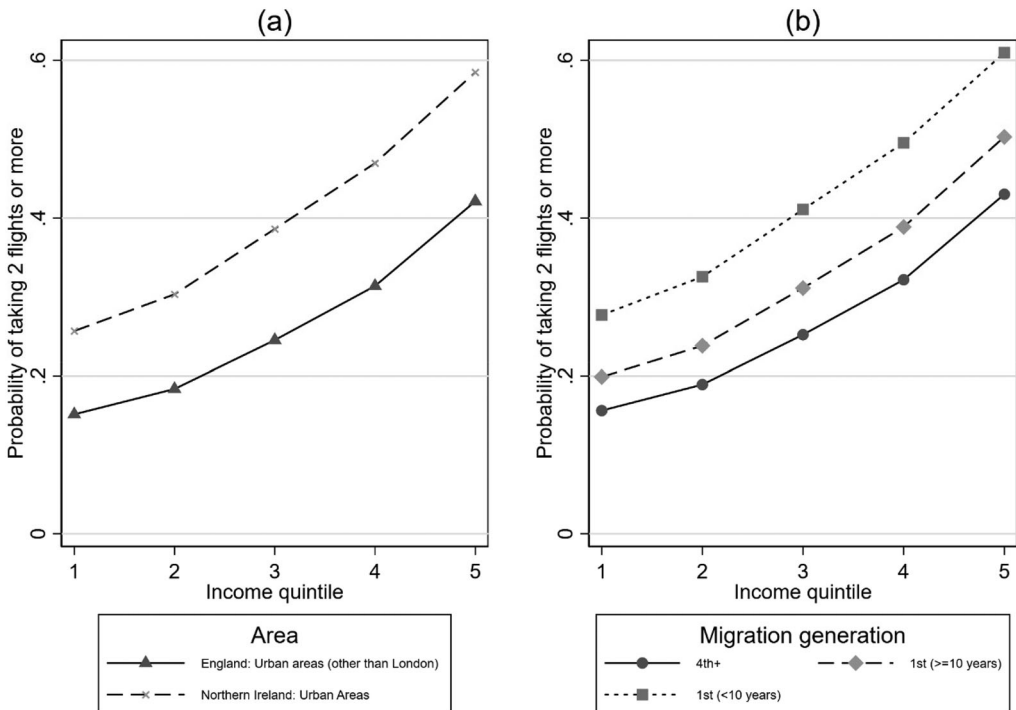 (a)
Probability of taking 2 flights or more
.6
.4
.2
0
1 2 3 4 5
Income quintile
Area
England: Urban areas (other than London)
Northern Ireland: Urban Areas
(b)
Probability of taking 2 flights or more
.6
.4
.2
0
1 2 3 4 5
Income quintile
Migration generation
4th+ 1st (>=10 years)
1st (<10 years)